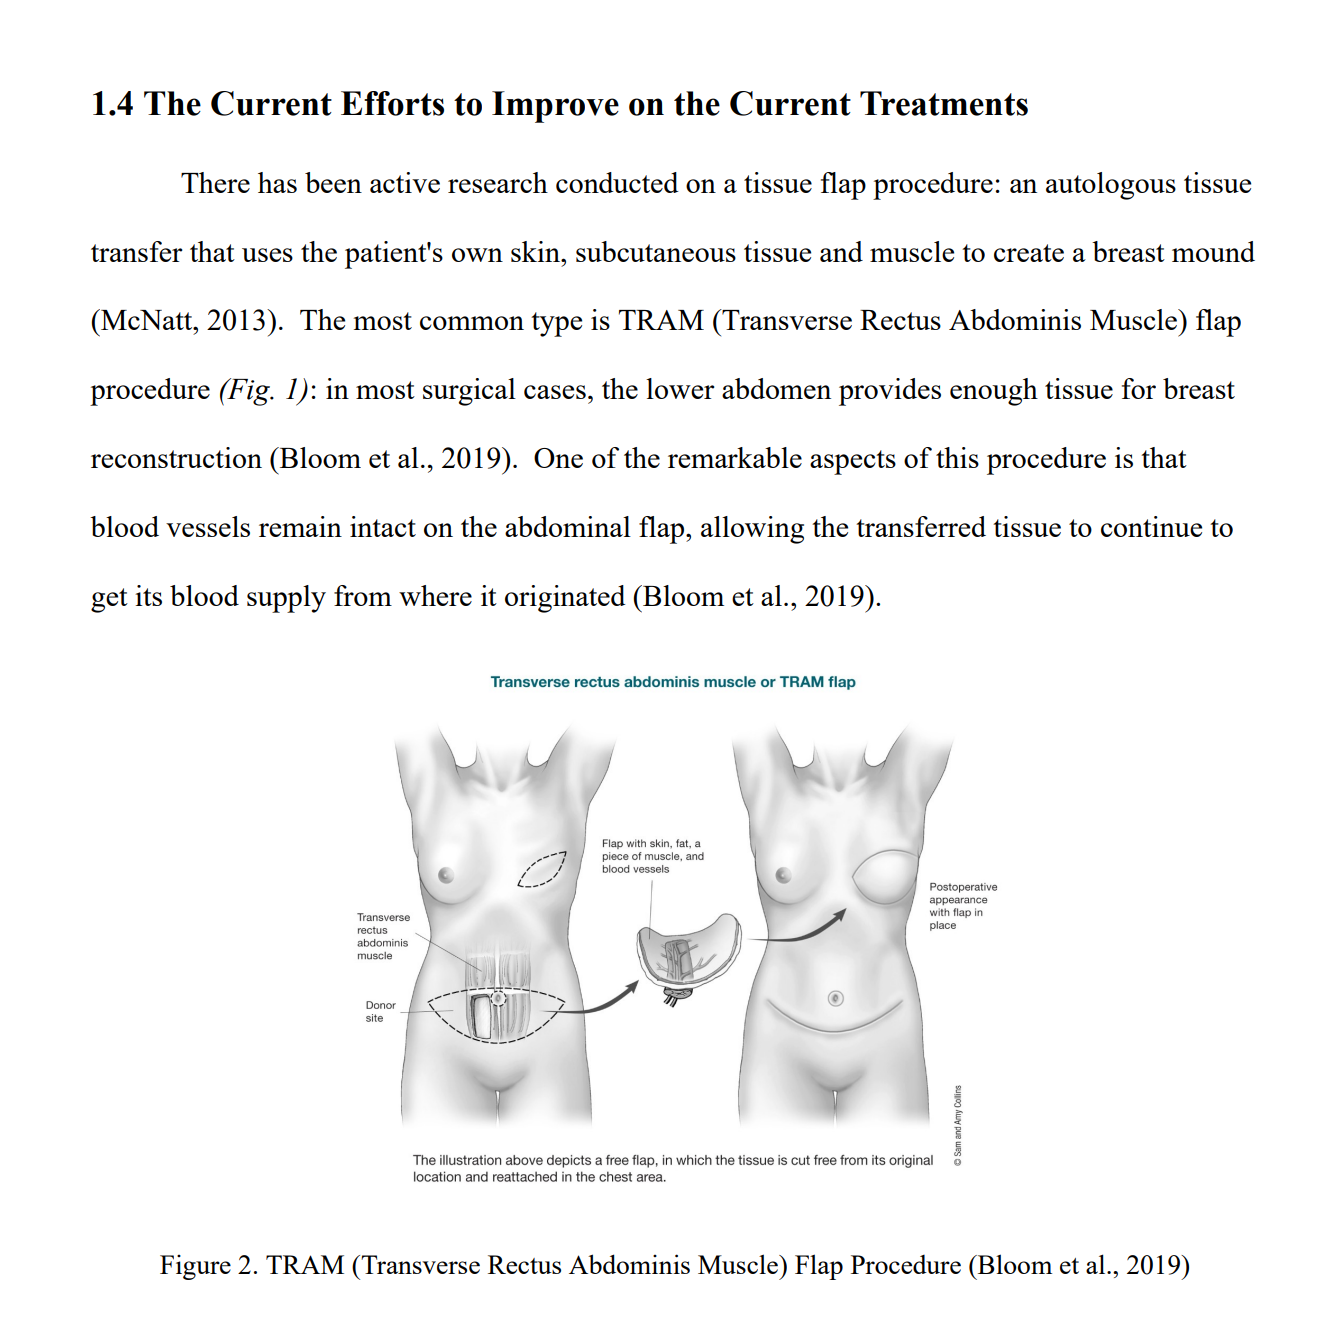 1.4 The Current Efforts to Improve on the Current Treatments
There has been active research conducted on a tissue flap procedure: an autologous tissue
transfer that uses the patient's own skin, subcutaneous tissue and muscle to create a breast mound
(McNatt, 2013).  The most common type is TRAM (Transverse Rectus Abdominis Muscle) flap
procedure (Fig. 1): in most surgical cases, the lower abdomen provides enough tissue for breast
reconstruction (Bloom et al., 2019).  One of the remarkable aspects of this procedure is that
blood vessels remain intact on the abdominal flap, allowing the transferred tissue to continue to
get its blood supply from where it originated (Bloom et al., 2019).
Transverse rectus abdominis muscle or TRAM flap
Flap with skin, fat, a
piece of muscle, and
blood vessels
Postoperative
appearance
with flap in
place
Transverse
rectus
abdominis
muscle
Donor
site
© Sam and Amy Collins
The illustration above depicts a free flap, in which the tissue is cut free from its original
location and reattached in the chest area.
Figure 2. TRAM (Transverse Rectus Abdominis Muscle) Flap Procedure (Bloom et al., 2019)